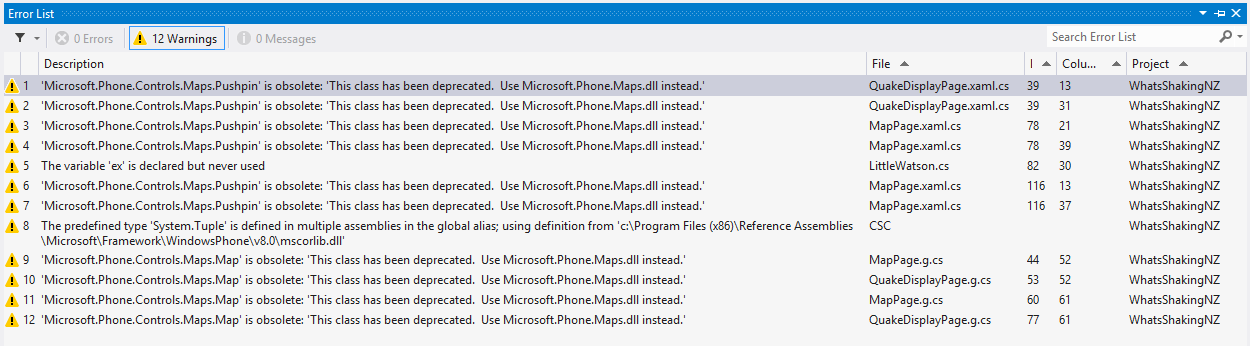 Error List
0 Errors 12 Warnings 0 Messages Search Error List
Description File l Colu... Project
1 'Microsoft.Phone.Controls.Maps.Pushpin' is obsolete: 'This class has been deprecated.  Use Microsoft.Phone.Maps.dll instead.' QuakeDisplayPage.xaml.cs 39 13 WhatsShakingNZ
2 'Microsoft.Phone.Controls.Maps.Pushpin' is obsolete: 'This class has been deprecated.  Use Microsoft.Phone.Maps.dll instead.' QuakeDisplayPage.xaml.cs 39 31 WhatsShakingNZ
3 'Microsoft.Phone.Controls.Maps.Pushpin' is obsolete: 'This class has been deprecated.  Use Microsoft.Phone.Maps.dll instead.' MapPage.xaml.cs 78 21 WhatsShakingNZ
4 'Microsoft.Phone.Controls.Maps.Pushpin' is obsolete: 'This class has been deprecated.  Use Microsoft.Phone.Maps.dll instead.' MapPage.xaml.cs 78 39 WhatsShakingNZ
5 The variable 'ex' is declared but never used LittleWatson.cs 82 30 WhatsShakingNZ
6 'Microsoft.Phone.Controls.Maps.Pushpin' is obsolete: 'This class has been deprecated.  Use Microsoft.Phone.Maps.dll instead.' MapPage.xaml.cs 116 13 WhatsShakingNZ
7 'Microsoft.Phone.Controls.Maps.Pushpin' is obsolete: 'This class has been deprecated.  Use Microsoft.Phone.Maps.dll instead.' MapPage.xaml.cs 116 37 WhatsShakingNZ
8 The predefined type 'System.Tuple' is defined in multiple assemblies in the global alias; using definition from 'c:\Program Files (x86)\Reference Assemblies CSC WhatsShakingNZ
\Microsoft\Framework\WindowsPhone\v8.0\mscorlib.dll'
9 'Microsoft.Phone.Controls.Maps.Map' is obsolete: 'This class has been deprecated.  Use Microsoft.Phone.Maps.dll instead.' MapPage.g.cs 44 52 WhatsShakingNZ
10 'Microsoft.Phone.Controls.Maps.Map' is obsolete: 'This class has been deprecated.  Use Microsoft.Phone.Maps.dll instead.' QuakeDisplayPage.g.cs 53 52 WhatsShakingNZ
11 'Microsoft.Phone.Controls.Maps.Map' is obsolete: 'This class has been deprecated.  Use Microsoft.Phone.Maps.dll instead.' MapPage.g.cs 60 61 WhatsShakingNZ
12 'Microsoft.Phone.Controls.Maps.Map' is obsolete: 'This class has been deprecated.  Use Microsoft.Phone.Maps.dll instead.' QuakeDisplayPage.g.cs 77 61 WhatsShakingNZ